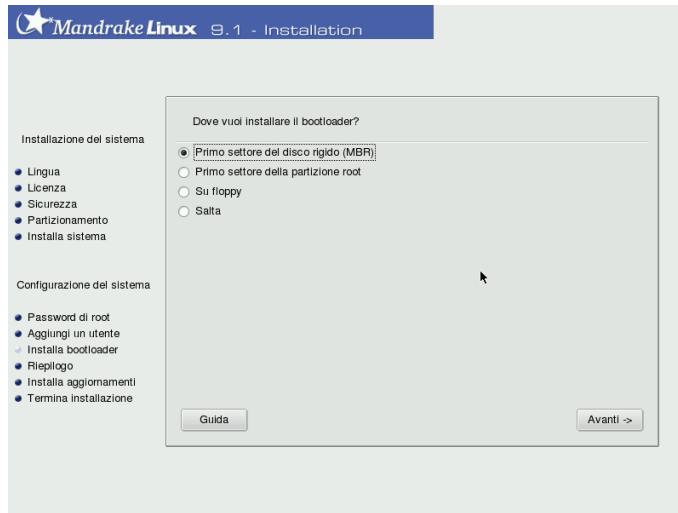 Mandrake Linux 9.1 - Installation
Installazione del sistema
Lingua
Licenza
Sicurezza
Partizionamento
Installa sistema
Configurazione del sistema
Password di root
Aggiungi un utente
Installa bootloader
Riepilogo
Installa aggiornamenti
Termina installazione
Dove vuoi installare il bootloader?
Primo settore del disco rigido (MBR)
Primo settore della partizione root
Su floppy
Salta
Guida
Avanti ->